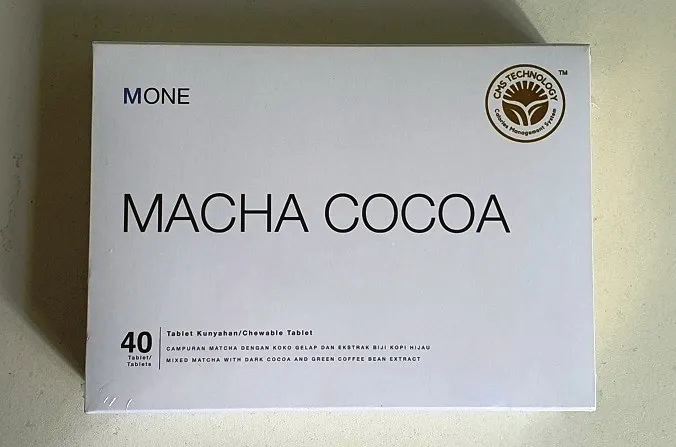 MONE
CMS TECHNOLOGY
Calories Management System
TM
MACHA COCOA
40
Tablet/
Tablets
Tablet Kunyahan/Chewable Tablet
CAMPURAN MATCHA DENGAN KOKO GELAP DAN EKSTRAK BIJI KOPI HIJAU
MIXED MATCHA WITH DARK COCOA AND GREEN COFFEE BEAN EXTRACT